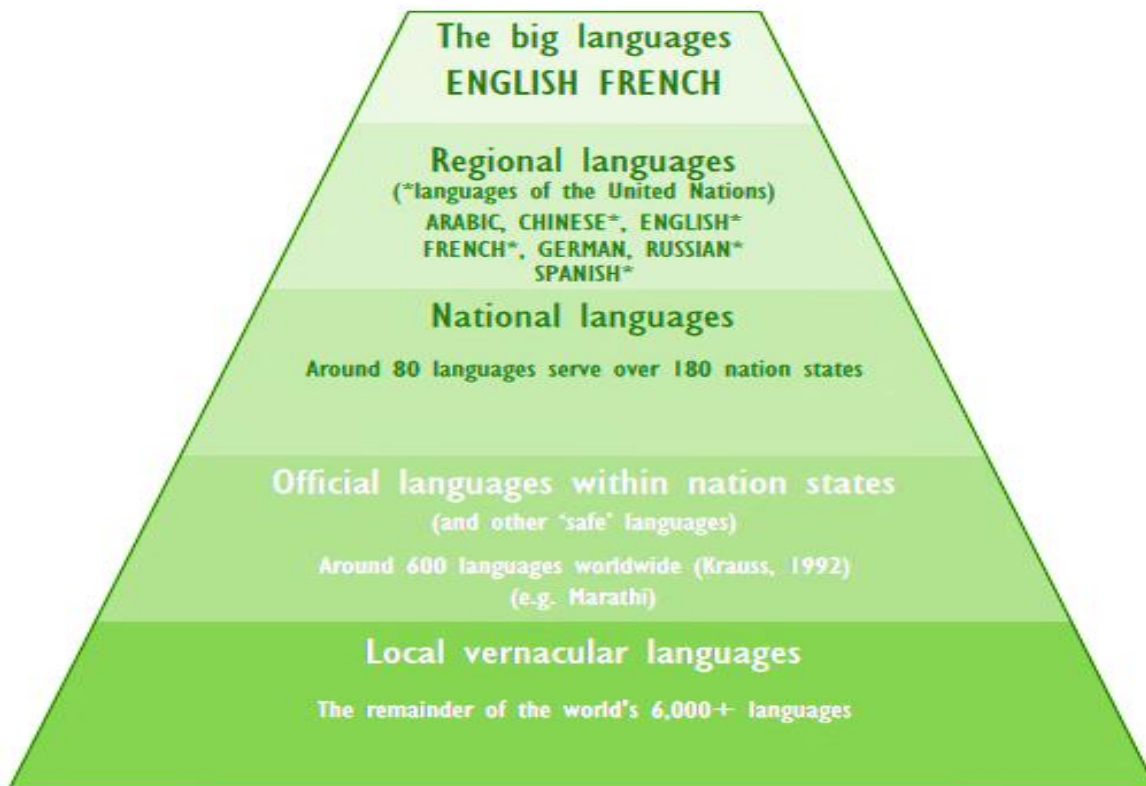 The big languages
ENGLISH FRENCH
Regional languages
(*languages of the United Nations)
ARABIC, CHINESE*, ENGLISH*
FRENCH*, GERMAN, RUSSIAN*
SPANISH*
National languages
Around 80 languages serve over 180 nation states
Official languages within nation states
(and other ‘safe’ languages)
Around 600 languages worldwide (Krauss, 1992)
(e.g. Marathi)
Local vernacular languages
The remainder of the world’s 6,000+ languages